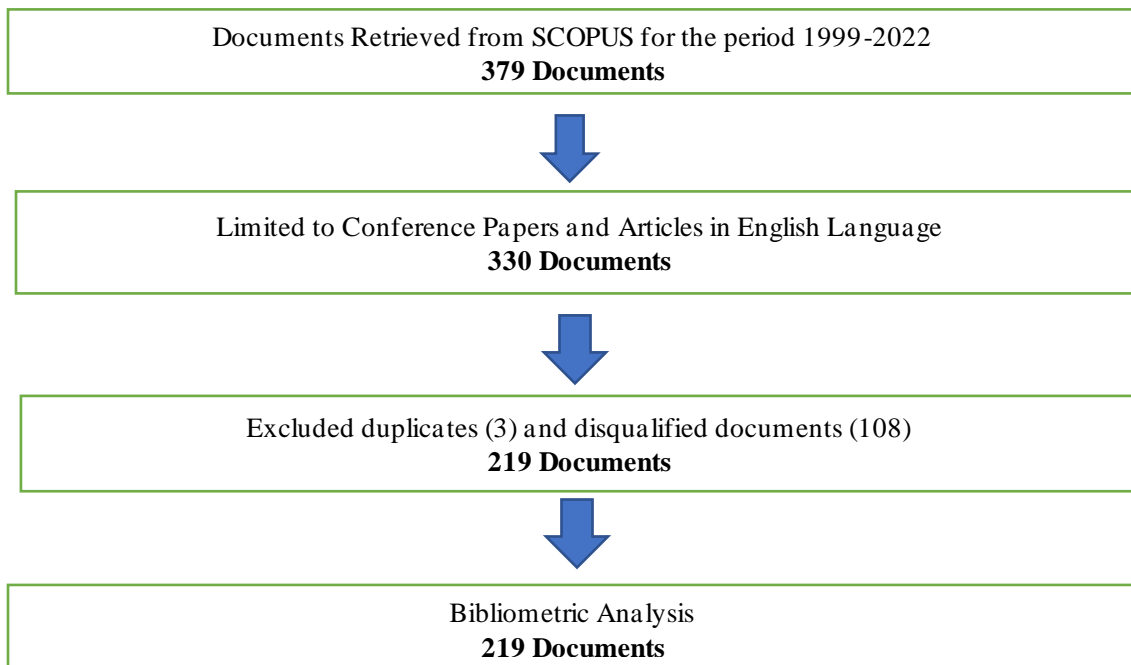 Documents Retrieved from SCOPUS for the period 1999-2022
379 Documents
Limited to Conference Papers and Articles in English Language
330 Documents
Excluded duplicates (3) and disqualified documents (108)
219 Documents
Bibliometric Analysis
219 Documents